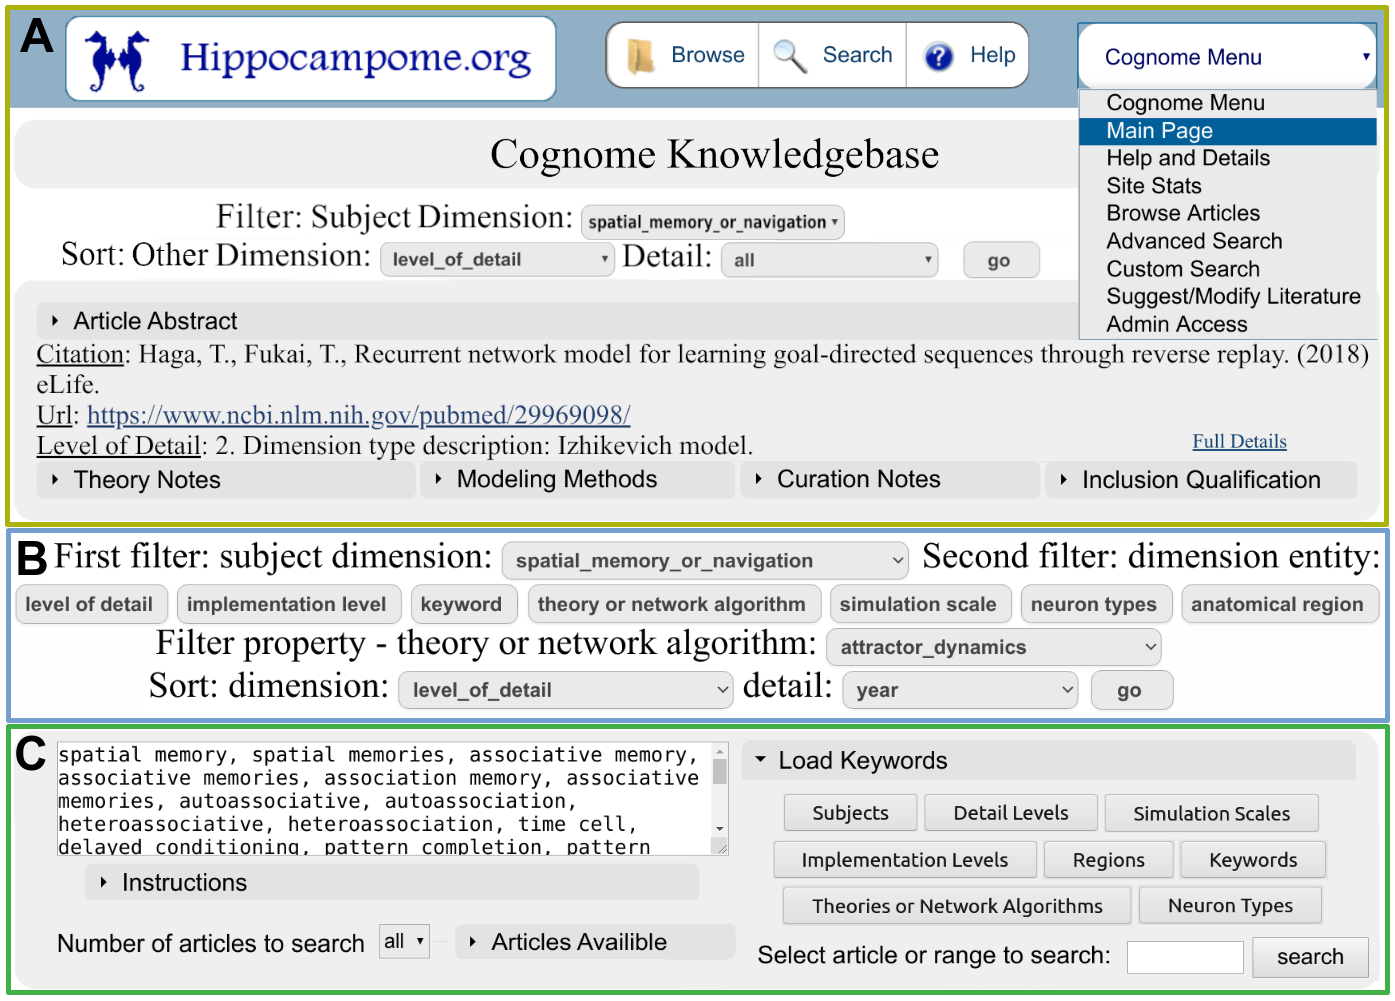 A
Hippocampome.org
Browse
Search
Help
Cognome Menu
Cognome Menu
Main Page
Help and Details
Site Stats
Browse Articles
Advanced Search
Custom Search
Suggest/Modify Literature
Admin Access
Cognome Knowledgebase
Filter: Subject Dimension: spatial_memory_or_navigation
Sort: Other Dimension: level_of_detail Detail: all go
Article Abstract
Citation: Haga, T., Fukai, T., Recurrent network model for learning goal-directed sequences through reverse replay. (2018)
eLife.
Url: https://www.ncbi.nlm.nih.gov/pubmed/29969098/
Level of Detail: 2. Dimension type description: Izhikevich model.
Full Details
Theory Notes Modeling Methods Curation Notes Inclusion Qualification
B
First filter: subject dimension: spatial_memory_or_navigation Second filter: dimension entity:
level of detail implementation level keyword theory or network algorithm simulation scale neuron types anatomical region
Filter property - theory or network algorithm: attractor_dynamics
Sort: dimension: level_of_detail detail: year go
C
spatial memory, spatial memories, associative memory,
associative memories, association memory, associative
memories, autoassociative, autoassociation,
heteroassociative, heteroassociation, time cell,
delayed conditioning, pattern completion, pattern
Instructions
Number of articles to search all Articles Availible
Load Keywords
Subjects Detail Levels Simulation Scales
Implementation Levels Regions Keywords
Theories or Network Algorithms Neuron Types
Select article or range to search: search